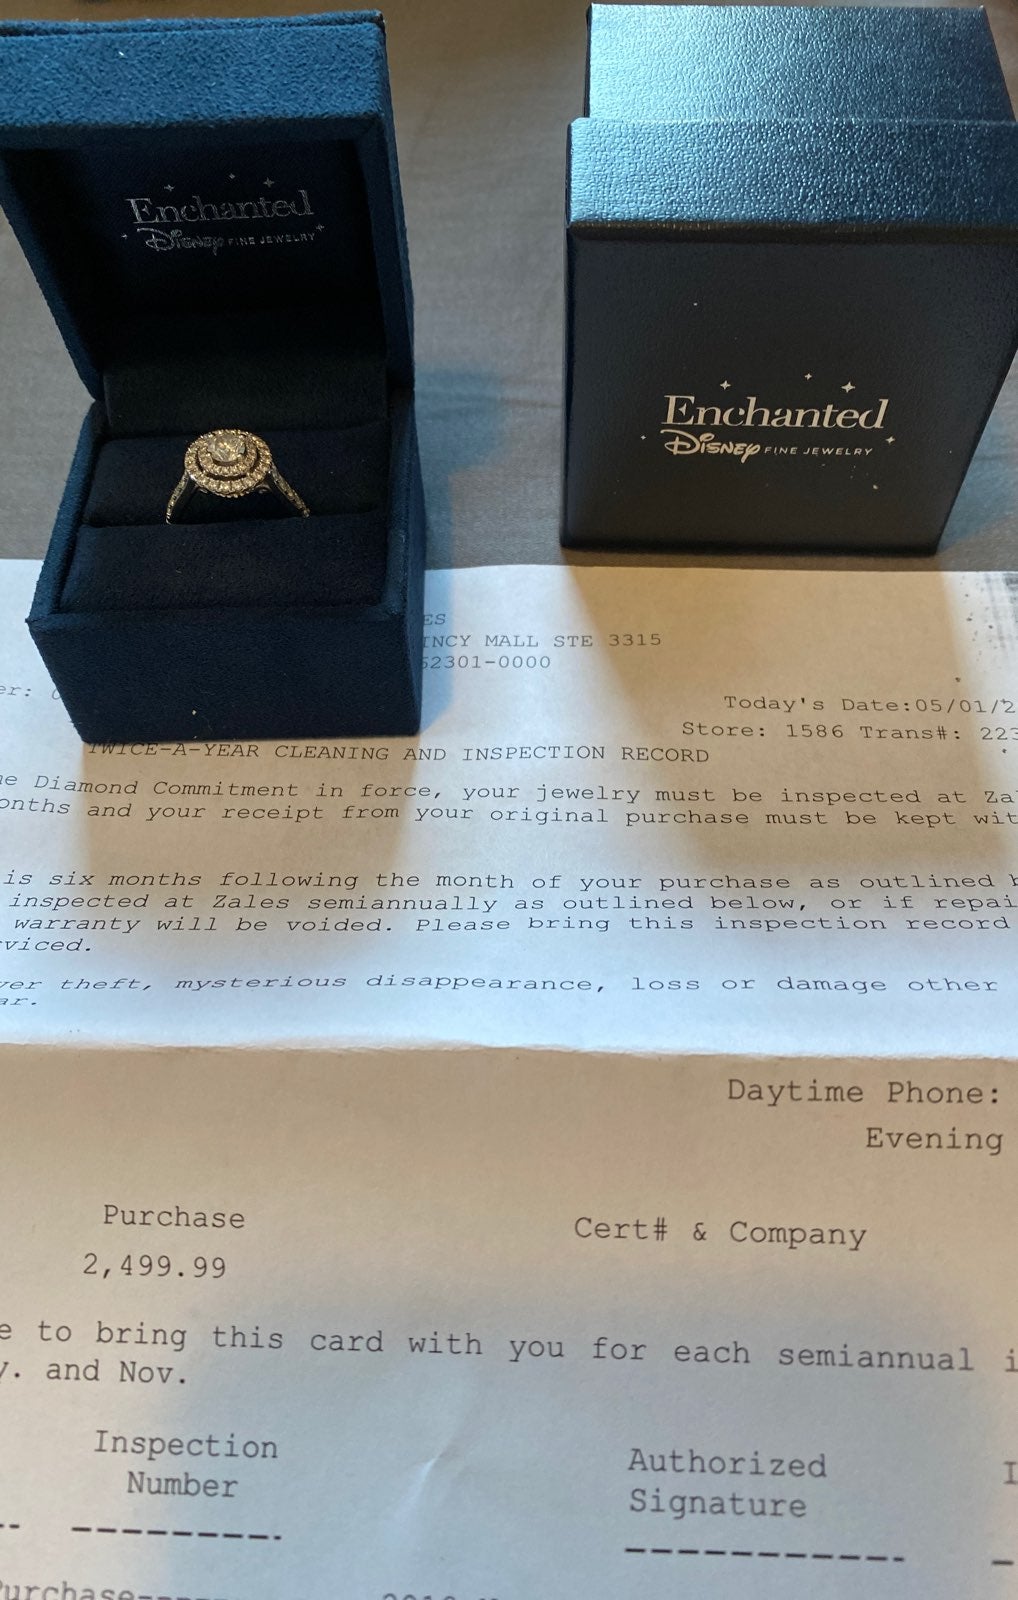 Enchanted
Disney FINE JEWELRY
Enchanted
Disney FINE JEWELRY
ES
INCY MALL STE 3315
52301-0000
er:
Today's Date:05/01/2
Store: 1586 Trans#: 223
TWICE-A-YEAR CLEANING AND INSPECTION RECORD
e Diamond Commitment in force, your jewelry must be inspected at Za
onths and your receipt from your original purchase must be kept wit
is six months following the month of your purchase as outlined b
inspected at Zales semiannually as outlined below, or if repai
warranty will be voided. Please bring this inspection record
viced.
er theft, mysterious disappearance, loss or damage other
ar.
Daytime Phone:
Evening
Purchase
Cert# & Company
2,499.99
e to bring this card with you for each semiannual i
y. and Nov.
Inspection
Number
Authorized
Signature
I
Purchase